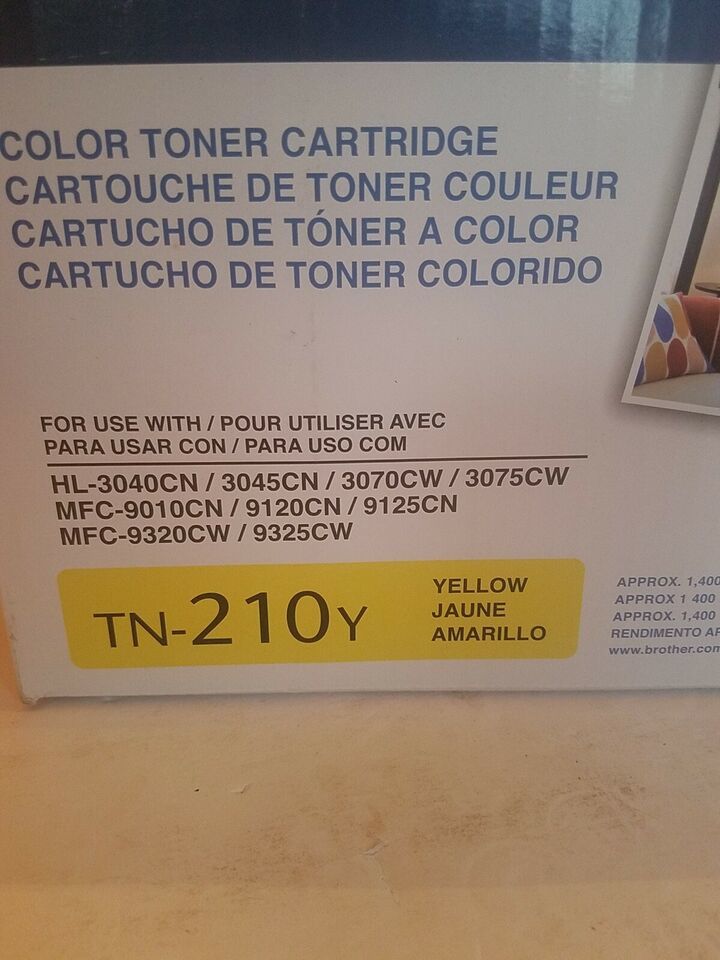 COLOR TONER CARTRIDGE
CARTOUCHE DE TONER COULEUR
CARTUCHO DE TÓNER A COLOR
CARTUCHO DE TONER COLORIDO
FOR USE WITH / POUR UTILISER AVEC
PARA USAR CON / PARA USO COM
HL-3040CN / 3045CN / 3070CW / 3075CW
MFC-9010CN / 9120CN / 9125CN
MFC-9320CW / 9325CW
TN-210Y
YELLOW
JAUNE
AMARILLO
APPROX. 1,400
APPROX 1 400
APPROX. 1,400
RENDIMENTO AP
www.brother.com